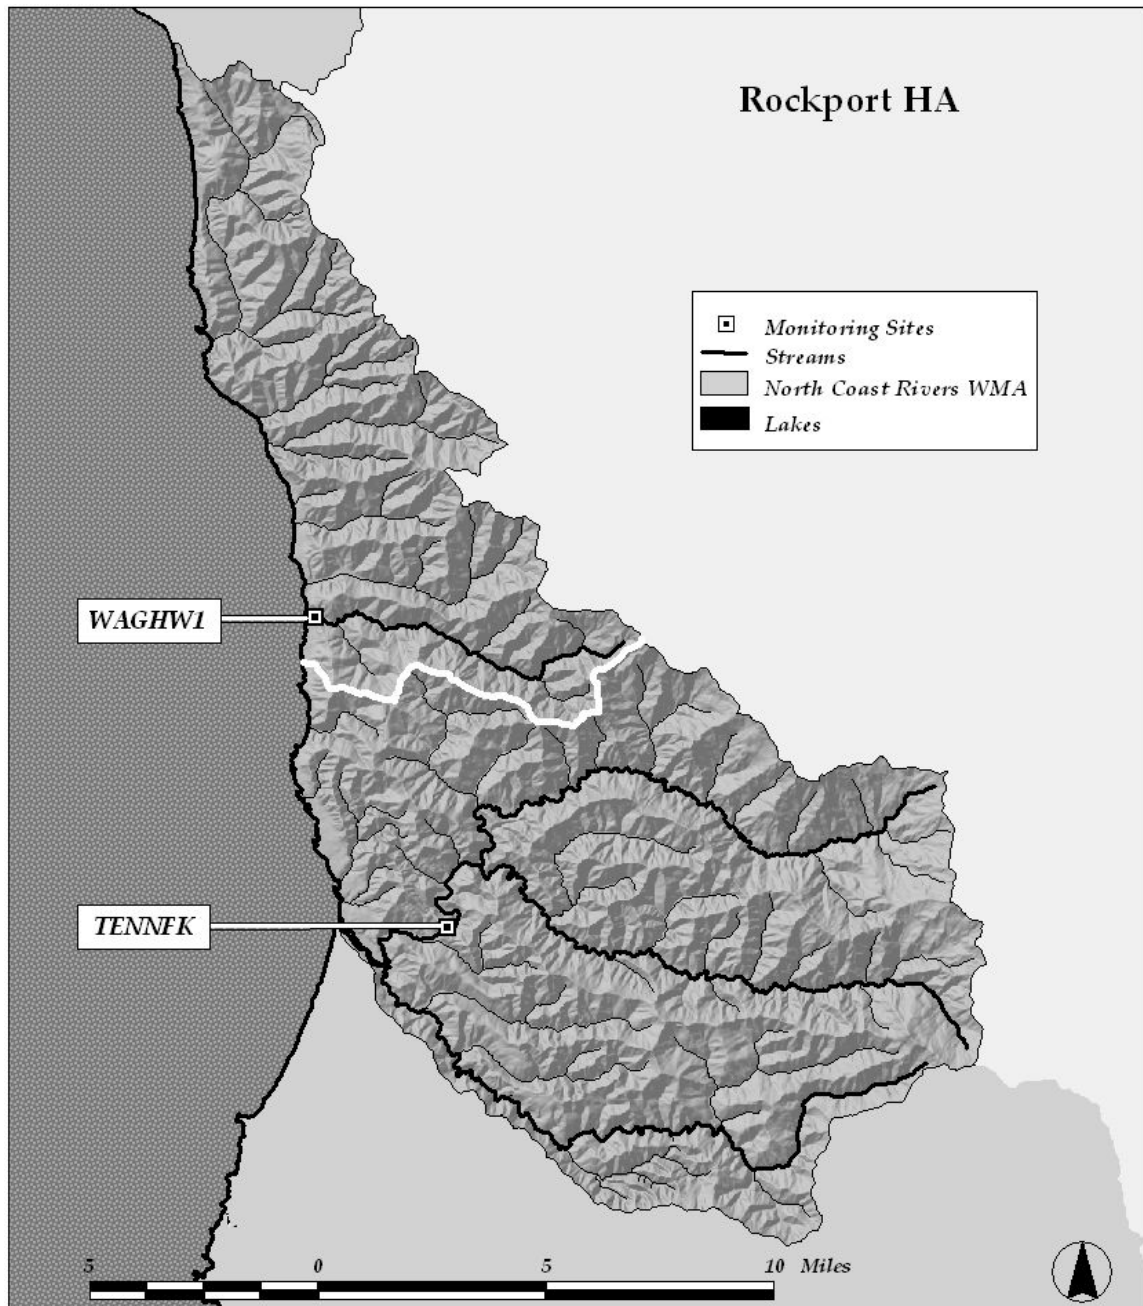 Rockport HA
Monitoring Sites
Streams
North Coast Rivers WMA
Lakes
WAGHW1
TENNFK
5 0 5 10 Miles